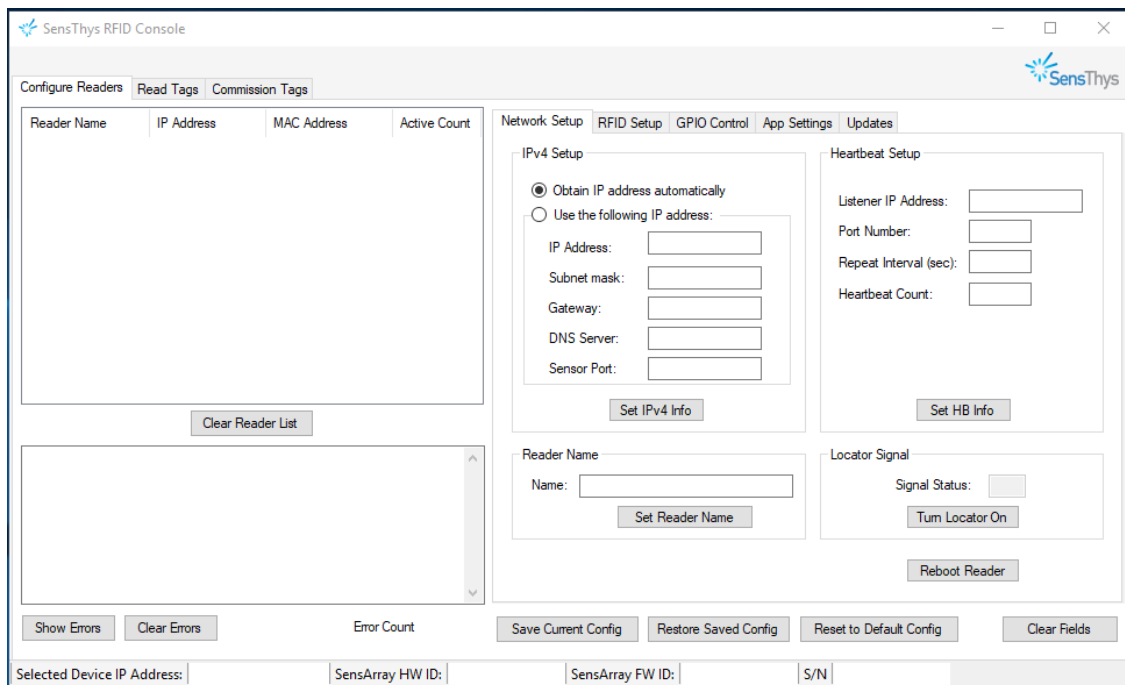 SensThys RFID Console
SensThys
Configure Readers Read Tags Commission Tags
Reader Name IP Address MAC Address Active Count
Clear Reader List
Show Errors Clear Errors Error Count
Network Setup RFID Setup GPIO Control App Settings Updates
IPv4 Setup
Obtain IP address automatically
Use the following IP address:
IP Address:
Subnet mask:
Gateway:
DNS Server:
Sensor Port:
Set IPv4 Info
Heartbeat Setup
Listener IP Address:
Port Number:
Repeat Interval (sec):
Heartbeat Count:
Set HB Info
Reader Name
Name:
Set Reader Name
Locator Signal
Signal Status:
Turn Locator On
Reboot Reader
Save Current Config Restore Saved Config Reset to Default Config Clear Fields
Selected Device IP Address: SensArray HW ID: SensArray FW ID: S/N